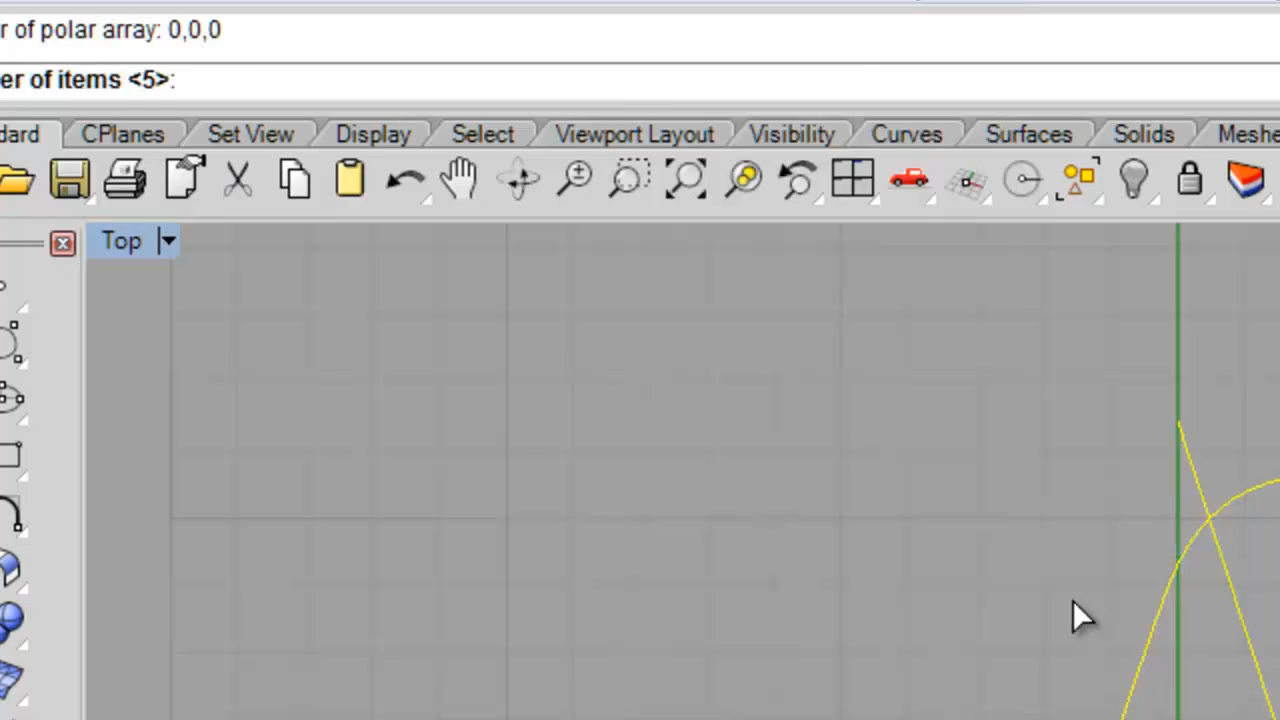 r of polar array: 0,0,0
er of items <5>:
dard CPlanes Set View Display Select Viewport Layout Visibility Curves Surfaces Solids Meshe
Top